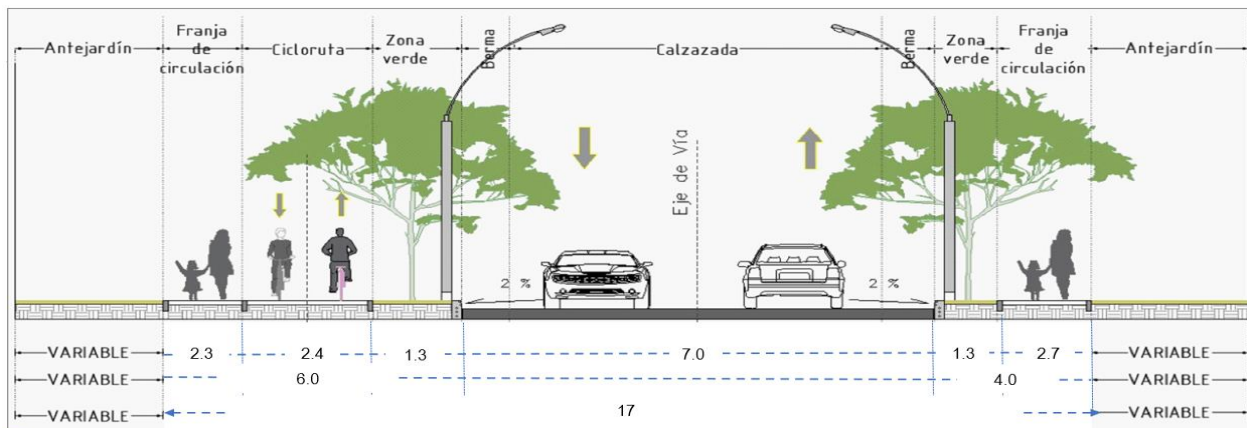 Antejardín
Franja
de
circulación
Cicloruta
Zona
verde
Berma
Calzazada
Berma
Zona
verde
Franja
de
circulación
Antejardín
Eje de Vía
2 %
2 %
VARIABLE 2.3 2.4 1.3 7.0 1.3 2.7 VARIABLE
VARIABLE 6.0 4.0 VARIABLE
VARIABLE 17 VARIABLE